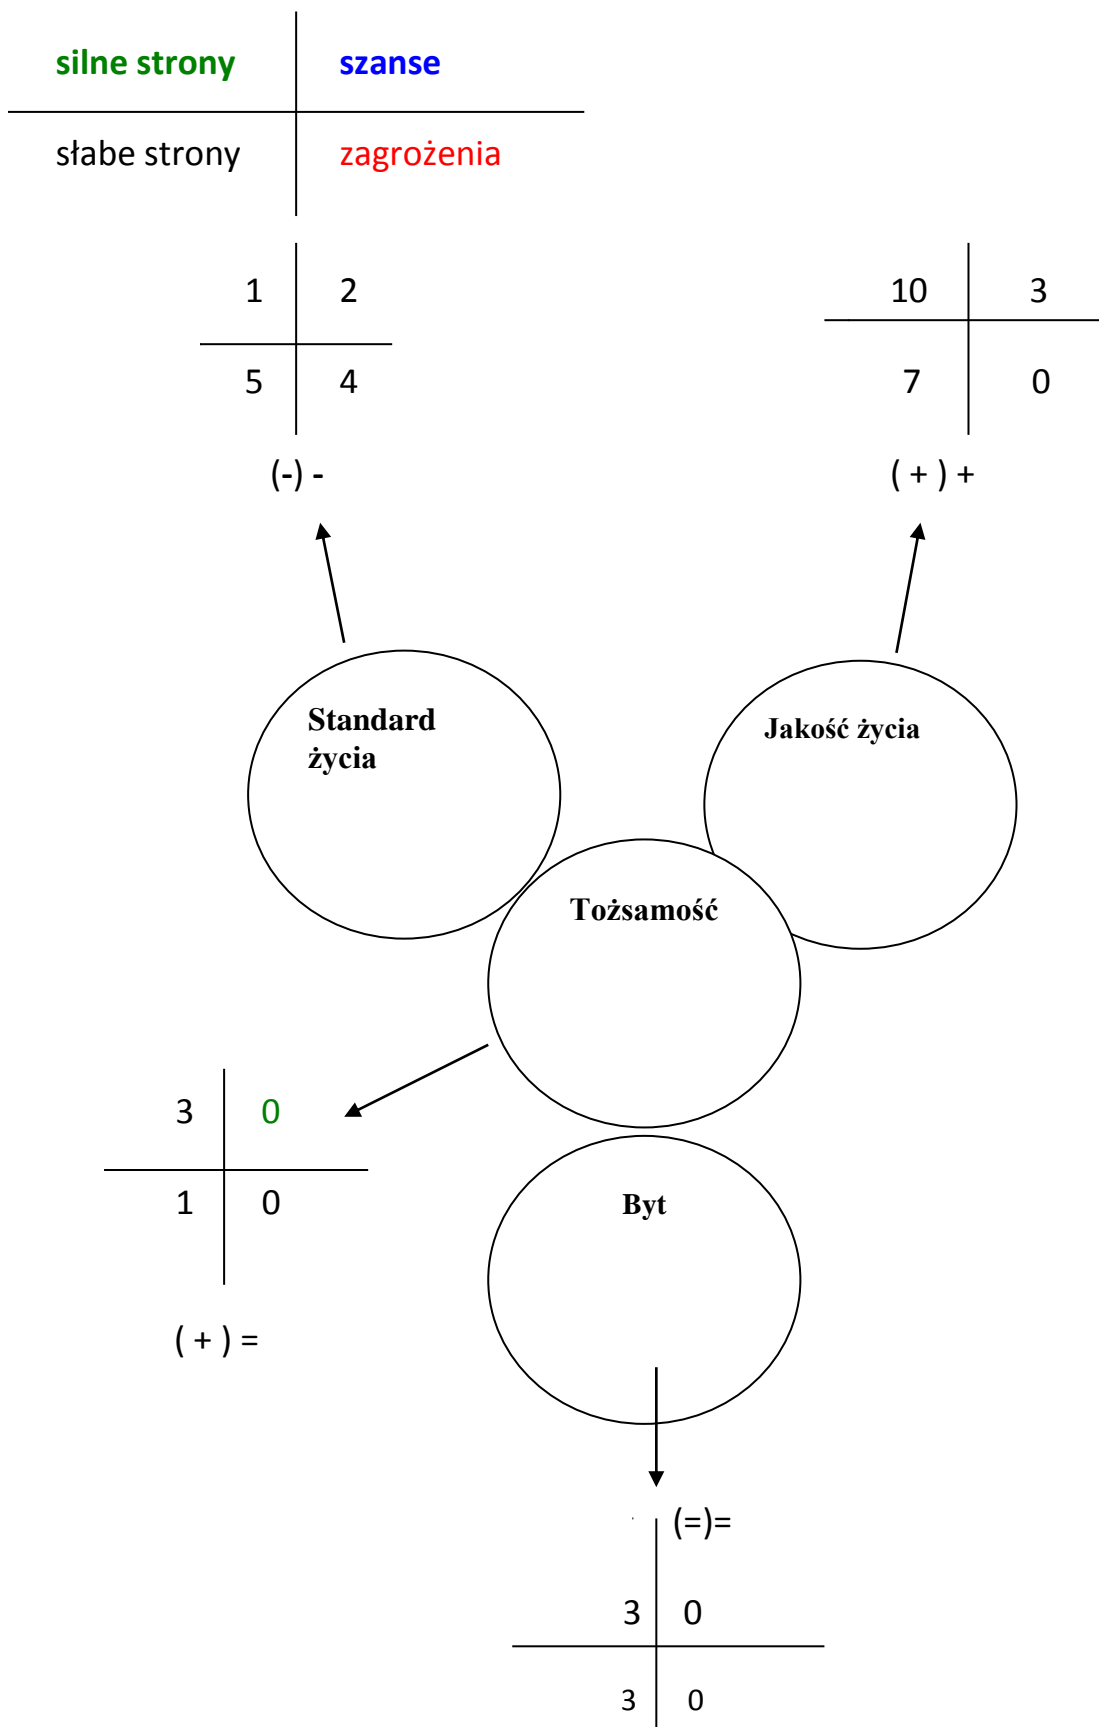 silne strony szanse
słabe strony zagrożenia
1 2
5 4
(-) -
10 3
7 0
( + ) +
Standard
życia
Jakość życia
Tożsamość
3 0
1 0
( + ) =
Byt
(=)=
3 0
3 0